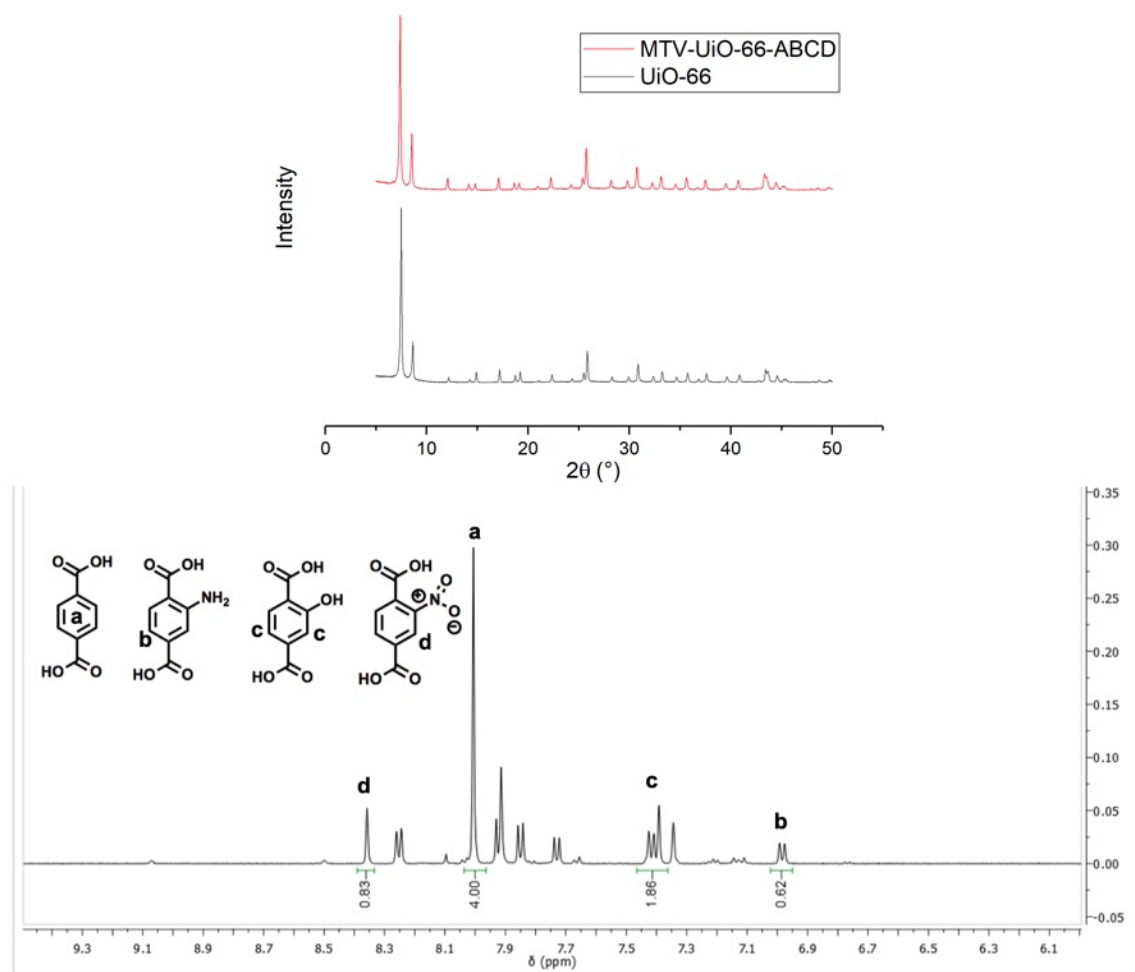 MTV-UiO-66-ABCD
UiO-66
Intensity
0 10 20 30 40 50
2θ (°)
a
O OH
O OH
O OH
O OH
O
N
⊕
O
⊖
NH2
OH
a
b
c c
d
HO O
HO O
HO O
HO O
d
c
b
0.83
4.00
1.86
0.62
0.35
0.30
0.25
0.20
0.15
0.10
0.05
0.00
-0.05
9.3 9.1 8.9 8.7 8.5 8.3 8.1 7.9 7.7 7.5 7.3 7.1 6.9 6.7 6.5 6.3 6.1
δ (ppm)